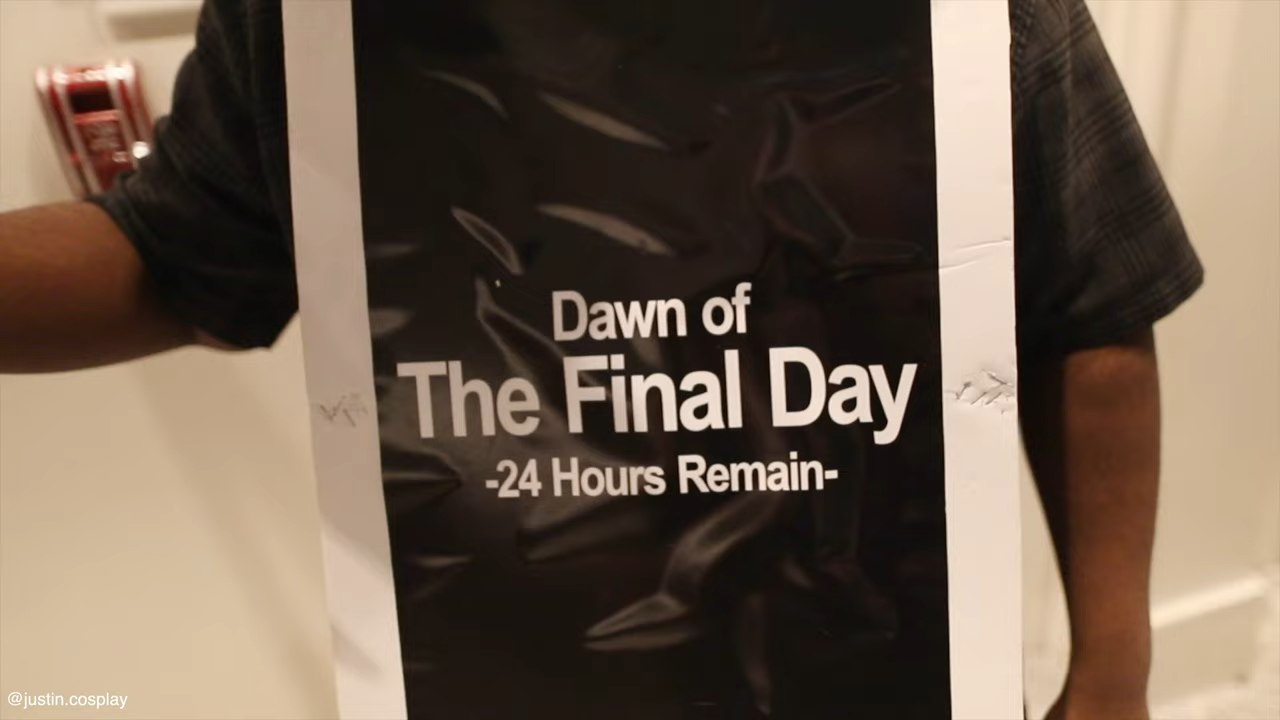 Dawn of
The Final Day
-24 Hours Remain-
@justin.cosplay